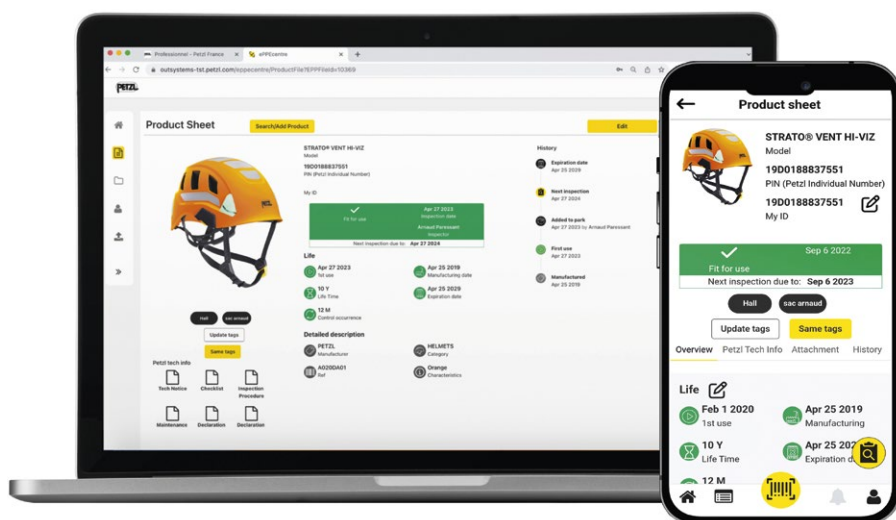 Professionnel - Petzl France
ePPEcentre
outsystems-tst.petzl.com/eppecentre/ProductFile?EPPFileId=10369
PETZL
Product Sheet
Search/Add Product
Edit
STRATO® VENT HI-VIZ
Model
19D0188837551
PIN (Petzl Individual Number)
My ID
Fit for use
Apr 27 2023
Inspection date
Arnaud Peressant
Inspector
Next inspection due to: Apr 27 2024
Life
Apr 27 2023
1st use
Apr 25 2019
Manufacturing date
10 Y
Life Time
Apr 25 2029
Expiration date
12 M
Control occurrence
Detailed description
PETZL
Manufacturer
HELMETS
Category
A020DA01
Ref
Orange
Characteristics
Hall
sac arnaud
Update tags
Same tags
Petzl tech info
Tech Notice
Checklist
Inspection
Procedure
Maintenance
Declaration
Declaration
History
Expiration date
Apr 25 2029
Next inspection
Apr 27 2024
Added to park
Apr 27 2023 by Arnaud Peressant
First use
Apr 27 2023
Manufactured
Apr 25 2019
Product sheet
STRATO® VENT HI-VIZ
Model
19D0188837551
PIN (Petzl Individual Number)
19D0188837551
My ID
Fit for use
Sep 6 2022
Next inspection due to: Sep 6 2023
Hall
sac arnaud
Update tags
Same tags
Overview
Petzl Tech Info
Attachment
History
Life
Feb 1 2020
1st use
Apr 25 2019
Manufacturing
10 Y
Life Time
Apr 25 202
Expiration d
12 M